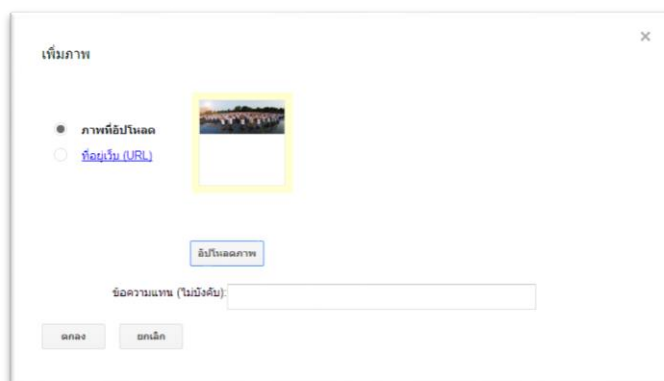 ×
เพิ่มภาพ
ภาพที่อัปโหลด
ที่อยู่เว็บ (URL)
อัปโหลดภาพ
ข้อความแทน (ไม่บังคับ):
ตกลง
ยกเลิก